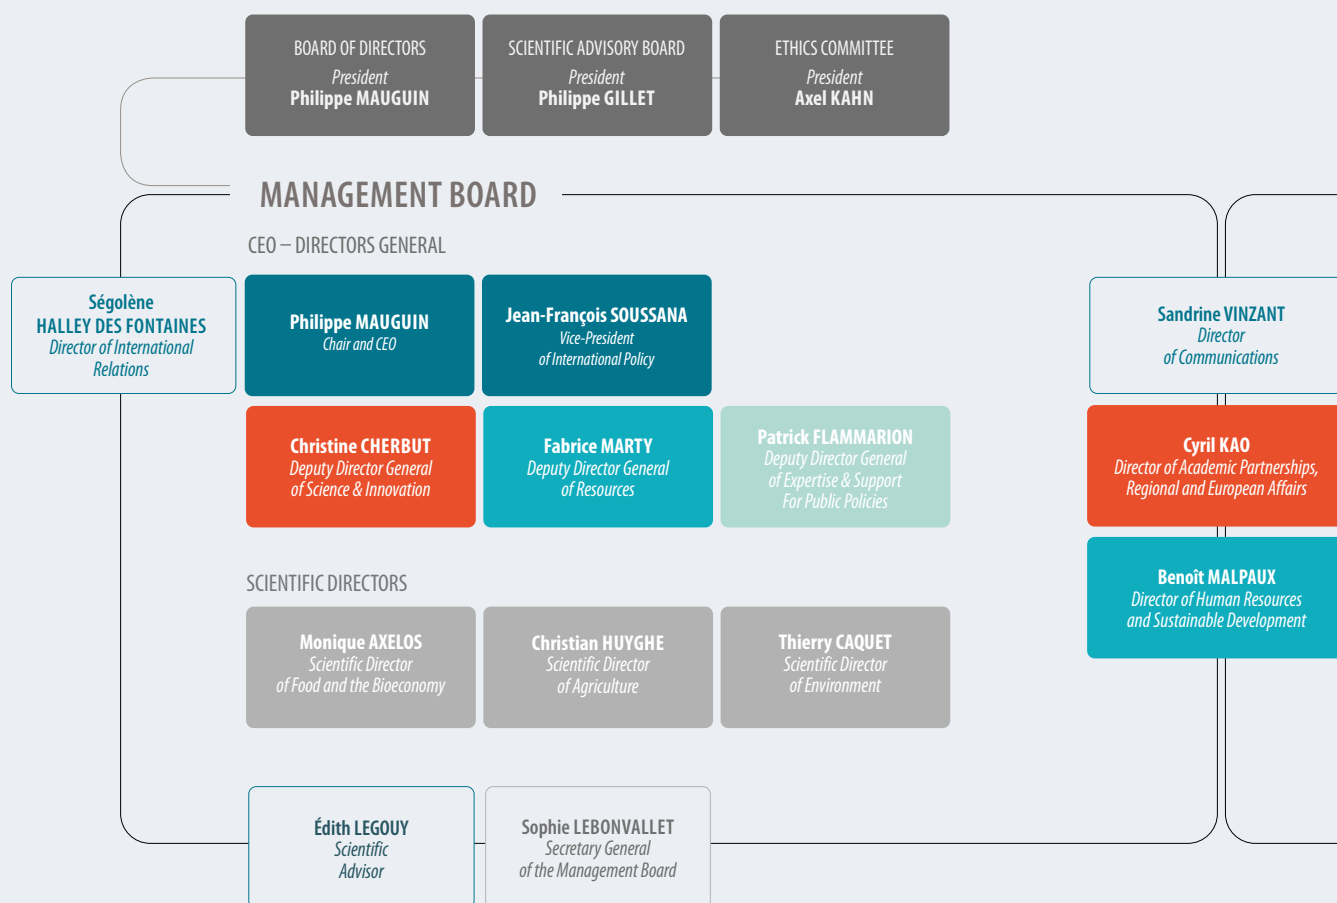 BOARD OF DIRECTORS
President
Philippe MAUGUIN
SCIENTIFIC ADVISORY BOARD
President
Philippe GILLET
ETHICS COMMITTEE
President
Axel KAHN
MANAGEMENT BOARD
CEO – DIRECTORS GENERAL
Ségolène
HALLEY DES FONTAINES
Director of International
Relations
Philippe MAUGUIN
Chair and CEO
Jean-François SOUSSANA
Vice-President
of International Policy
Sandrine VINZANT
Director
of Communications
Christine CHERBUT
Deputy Director General
of Science & Innovation
Fabrice MARTY
Deputy Director General
of Resources
Patrick FLAMMARION
Deputy Director General
of Expertise & Support
For Public Policies
Cyril KAO
Director of Academic Partnerships,
Regional and European Affairs
Benoît MALPAUX
Director of Human Resources
and Sustainable Development
SCIENTIFIC DIRECTORS
Monique AXELOS
Scientific Director
of Food and the Bioeconomy
Christian HUYGHE
Scientific Director
of Agriculture
Thierry CAQUET
Scientific Director
of Environment
Édith LEGOUY
Scientific
Advisor
Sophie LEBONVALLET
Secretary General
of the Management Board